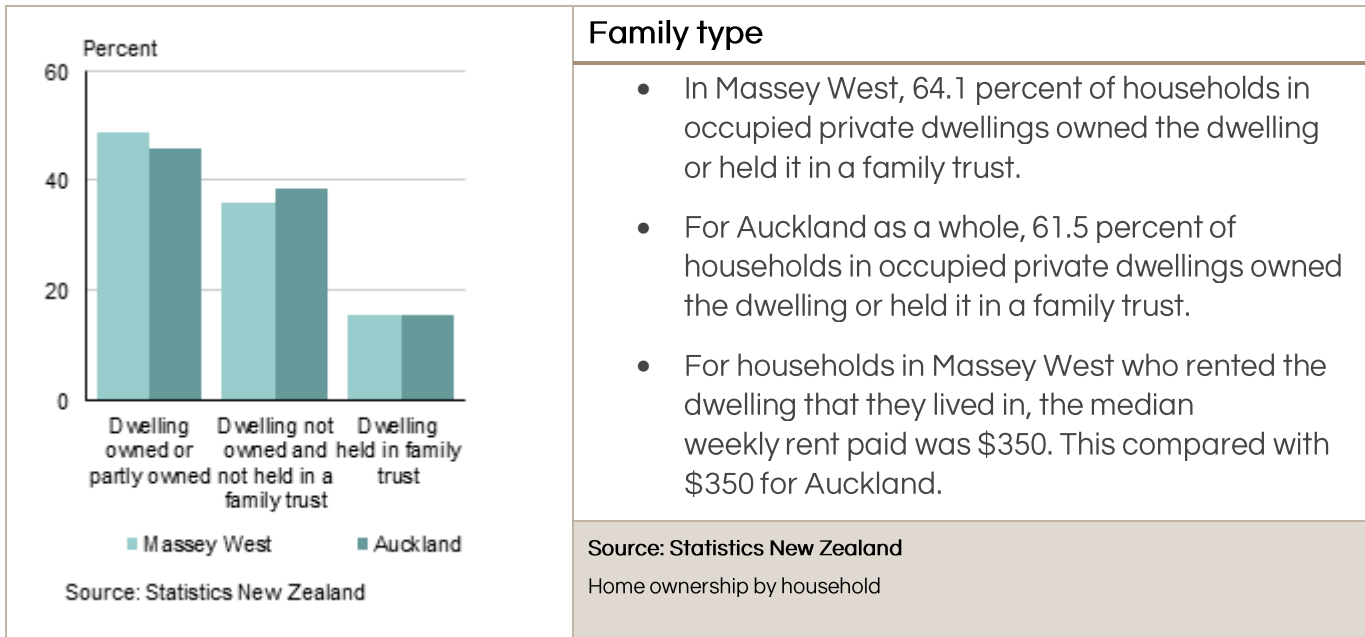 Percent
60
40
20
0
Dwelling owned or partly owned
Dwelling not owned and not held in a family trust
Dwelling held in family trust
Massey West
Auckland
Source: Statistics New Zealand
Family type
• In Massey West, 64.1 percent of households in
occupied private dwellings owned the dwelling
or held it in a family trust.
• For Auckland as a whole, 61.5 percent of
households in occupied private dwellings owned
the dwelling or held it in a family trust.
• For households in Massey West who rented the
dwelling that they lived in, the median
weekly rent paid was $350. This compared with
$350 for Auckland.
Source: Statistics New Zealand
Home ownership by household